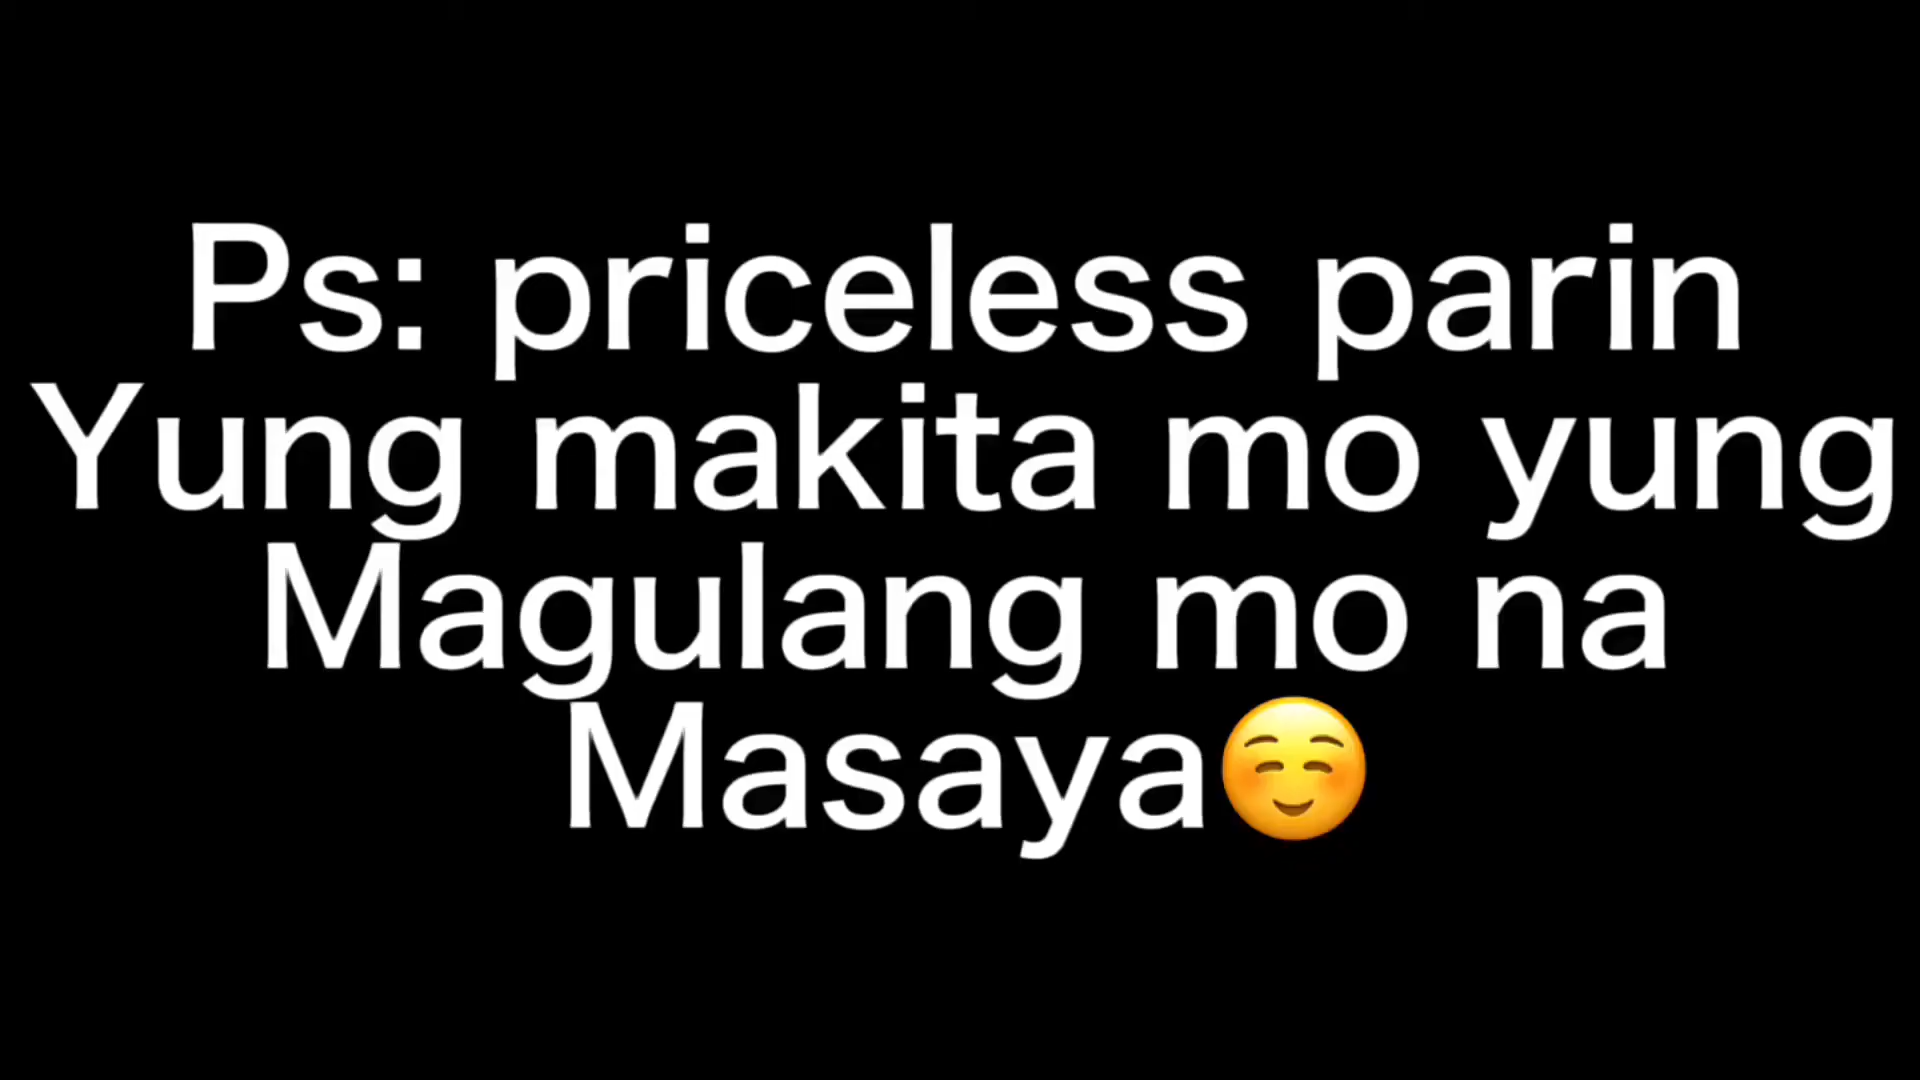 Ps: priceless parin
Yung makita mo yung
Magulang mo na
Masaya☺️